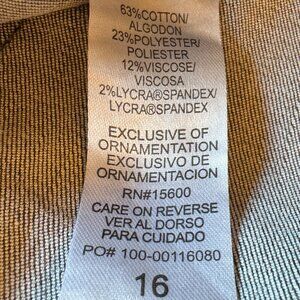 63%COTTON/
ALGODON
23%POLYESTER/
POLIESTER
12%VISCOSE/
VISCOSA
2%LYCRA®SPANDEX/
LYCRA®SPANDEX
EXCLUSIVE OF
ORNAMENTATION
EXCLUSIVO DE
ORNAMENTACION
RN#15600
CARE ON REVERSE
VER AL DORSO
PARA CUIDADO
PO# 100-00116080
16